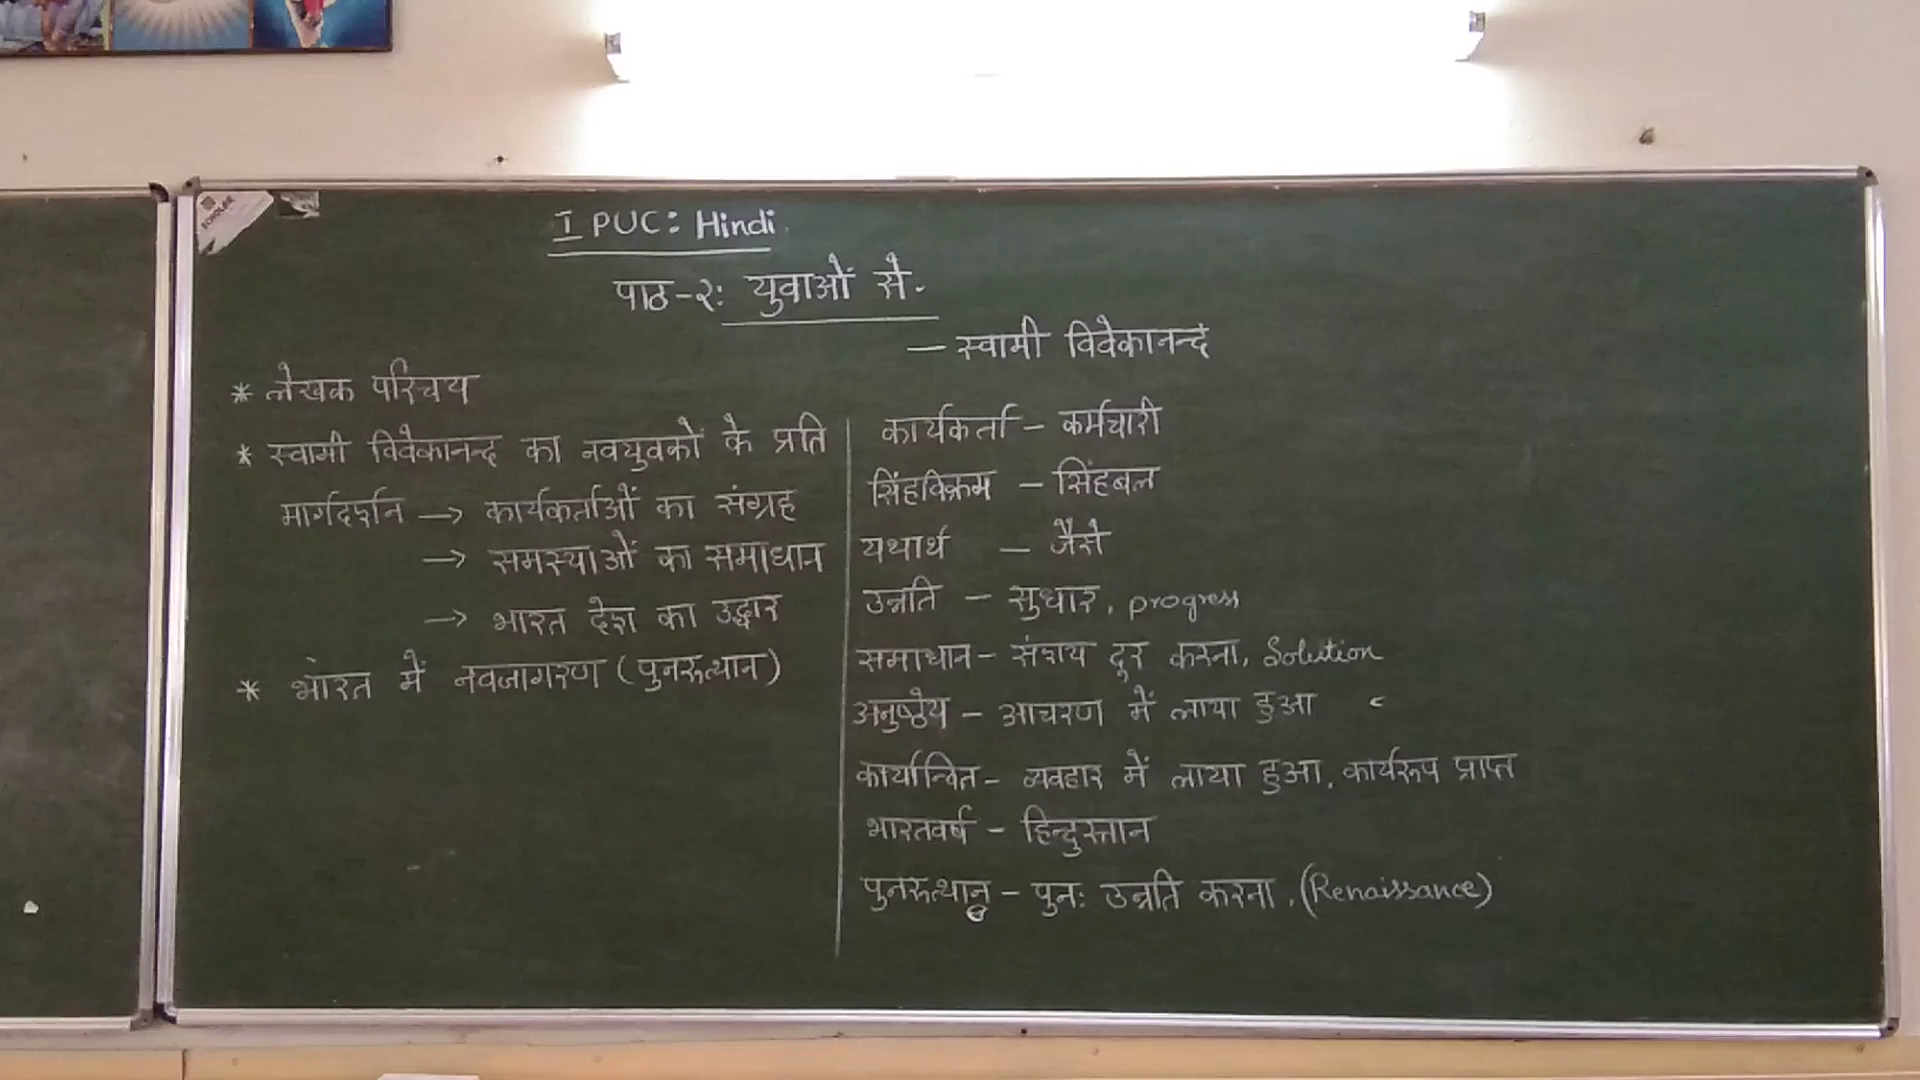 SCHOLAR
I PUC: Hindi
पाठ-२: युवाओं से.
— स्वामी विवेकानन्द
* लेखक परिचय
* स्वामी विवेकानन्द का नवयुवकों के प्रति
मार्गदर्शन → कार्यकर्ताओं का संग्रह
→ समस्याओं का समाधान
→ भारत देश का उद्धार
* भारत में नवजागरण (पुनरुत्थान)
कार्यकर्ता – कर्मचारी
सिंहविक्रम – सिंहबल
यथार्थ – जैसे
उन्नति – सुधार, progress
समाधान – संशय दूर करना, Solution
अनुष्ठेय – आचरण में लाया हुआ
कार्यान्वित – व्यवहार में लाया हुआ, कार्यरूप प्राप्त
भारतवर्ष – हिन्दुस्तान
पुनरुत्थान – पुनः उन्नति करना, (Renaissance)